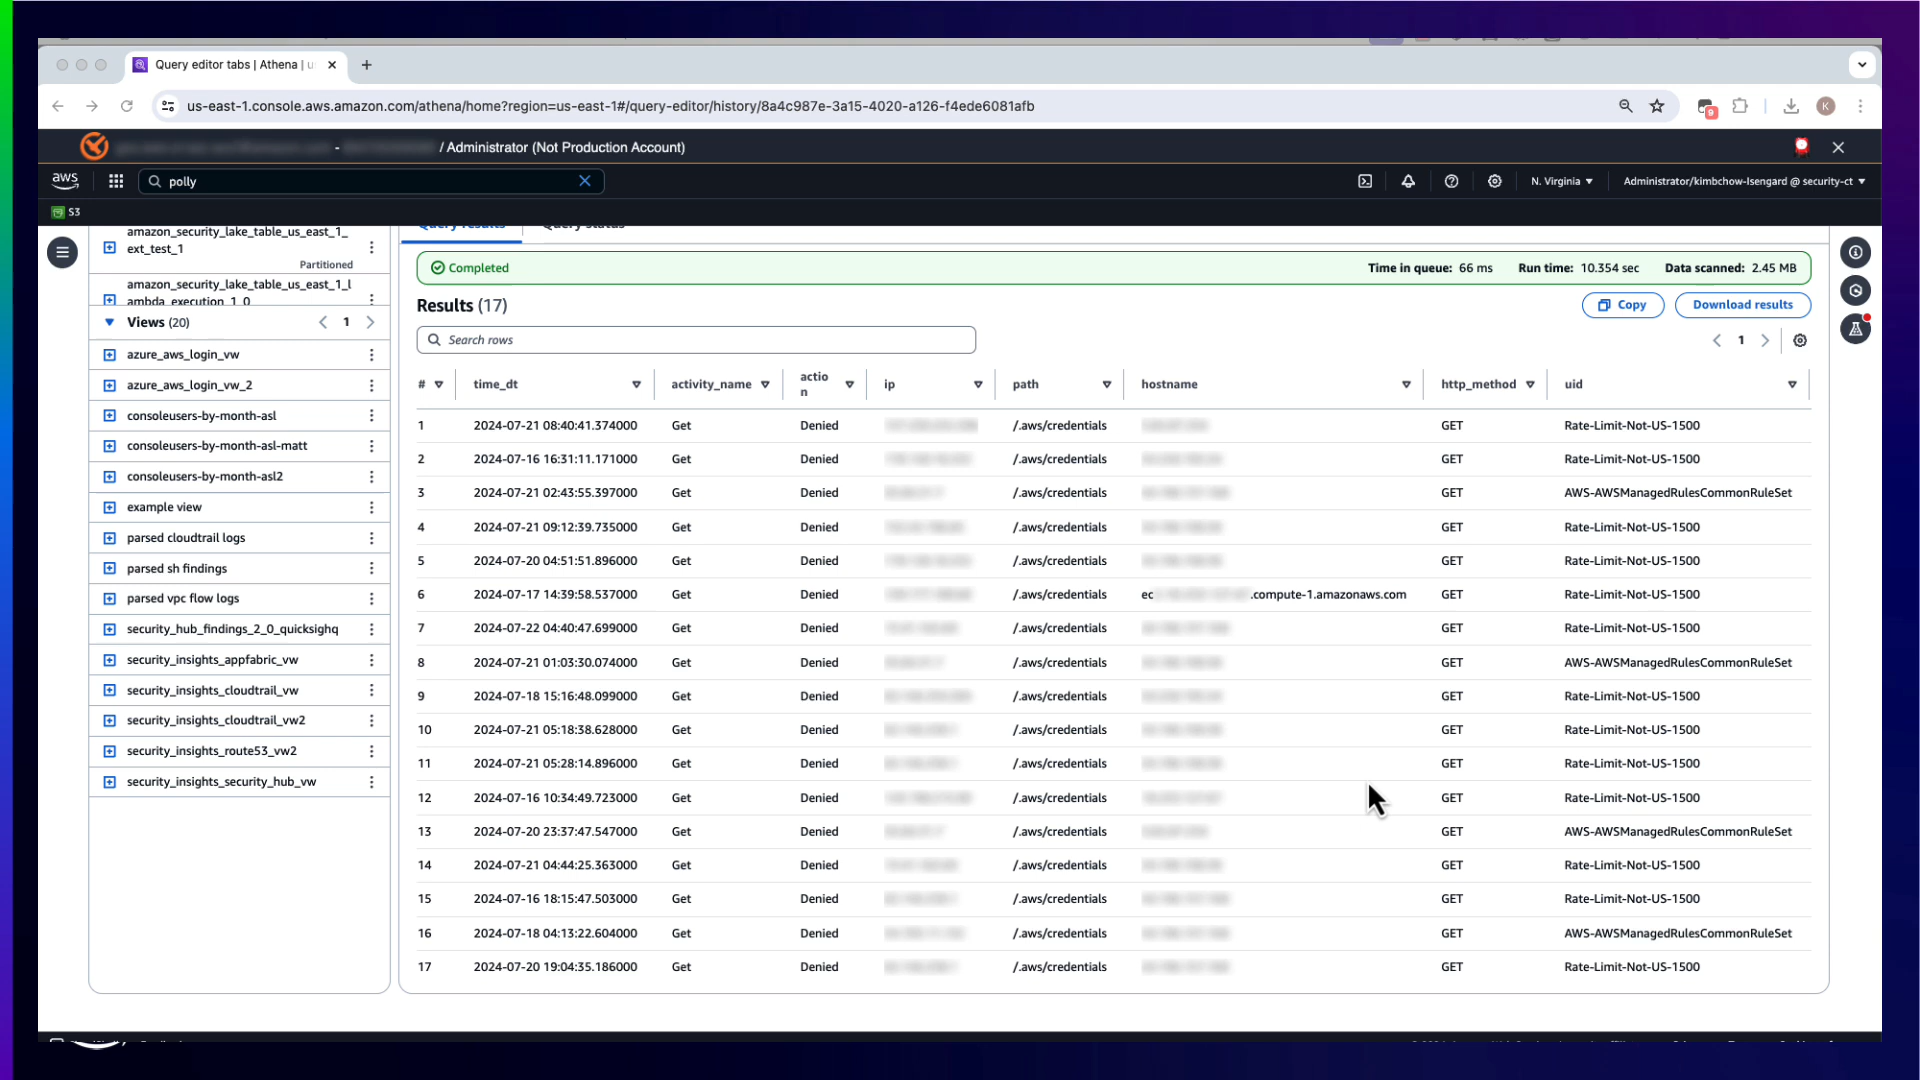 Query editor tabs | Athena | u
us-east-1.console.aws.amazon.com/athena/home?region=us-east-1#/query-editor/history/8a4c987e-3a15-4020-a126-f4ede6081afb
9
K
- / Administrator (Not Production Account)
aws
polly
N. Virginia
Administrator/kimbchow-Isengard @ security-ct
S3
amazon_security_lake_table_us_east_1_
ext_test_1
Partitioned
amazon_security_lake_table_us_east_1_l
ambda_execution_1_0
Views (20)
1
azure_aws_login_vw
azure_aws_login_vw_2
consoleusers-by-month-asl
consoleusers-by-month-asl-matt
consoleusers-by-month-asl2
example view
parsed cloudtrail logs
parsed sh findings
parsed vpc flow logs
security_hub_findings_2_0_quicksighq
security_insights_appfabric_vw
security_insights_cloudtrail_vw
security_insights_cloudtrail_vw2
security_insights_route53_vw2
security_insights_security_hub_vw
Query results Query status
Completed Time in queue: 66 ms Run time: 10.354 sec Data scanned: 2.45 MB
Results (17) Copy Download results
Search rows 1
# time_dt activity_name action ip path hostname http_method uid
1 2024-07-21 08:40:41.374000 Get Denied /.aws/credentials GET Rate-Limit-Not-US-1500
2 2024-07-16 16:31:11.171000 Get Denied /.aws/credentials GET Rate-Limit-Not-US-1500
3 2024-07-21 02:43:55.397000 Get Denied /.aws/credentials GET AWS-AWSManagedRulesCommonRuleSet
4 2024-07-21 09:12:39.735000 Get Denied /.aws/credentials GET Rate-Limit-Not-US-1500
5 2024-07-20 04:51:51.896000 Get Denied /.aws/credentials GET Rate-Limit-Not-US-1500
6 2024-07-17 14:39:58.537000 Get Denied /.aws/credentials ec .compute-1.amazonaws.com GET Rate-Limit-Not-US-1500
7 2024-07-22 04:40:47.699000 Get Denied /.aws/credentials GET Rate-Limit-Not-US-1500
8 2024-07-21 01:03:30.074000 Get Denied /.aws/credentials GET AWS-AWSManagedRulesCommonRuleSet
9 2024-07-18 15:16:48.099000 Get Denied /.aws/credentials GET Rate-Limit-Not-US-1500
10 2024-07-21 05:18:38.628000 Get Denied /.aws/credentials GET Rate-Limit-Not-US-1500
11 2024-07-21 05:28:14.896000 Get Denied /.aws/credentials GET Rate-Limit-Not-US-1500
12 2024-07-16 10:34:49.723000 Get Denied /.aws/credentials GET Rate-Limit-Not-US-1500
13 2024-07-20 23:37:47.547000 Get Denied /.aws/credentials GET AWS-AWSManagedRulesCommonRuleSet
14 2024-07-21 04:44:25.363000 Get Denied /.aws/credentials GET Rate-Limit-Not-US-1500
15 2024-07-16 18:15:47.503000 Get Denied /.aws/credentials GET Rate-Limit-Not-US-1500
16 2024-07-18 04:13:22.604000 Get Denied /.aws/credentials GET AWS-AWSManagedRulesCommonRuleSet
17 2024-07-20 19:04:35.186000 Get Denied /.aws/credentials GET Rate-Limit-Not-US-1500